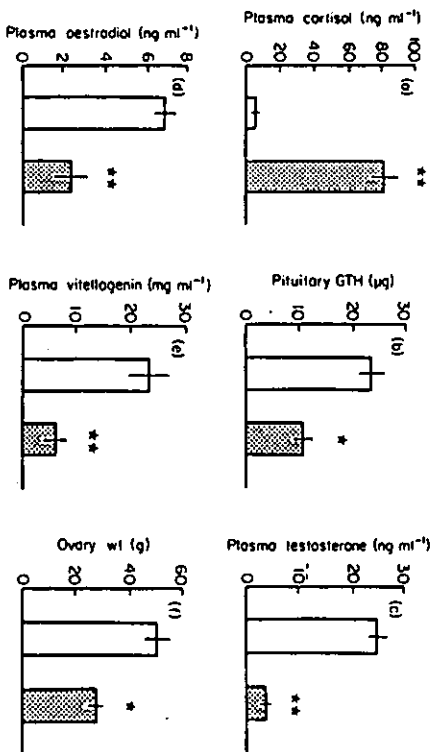 Plasma cortisol (ng ml⁻¹)
100
80
60
40
20
0
(a)
**
Pituitary GTH (µg)
30
20
10
0
(b)
*
Plasma testosterone (ng ml⁻¹)
30
20
10
0
(c)
**
Plasma oestradiol (ng ml⁻¹)
8
6
4
2
0
(d)
**
Plasma vitellogenin (mg ml⁻¹)
30
20
10
0
(e)
**
Ovary wt (g)
60
40
20
0
(f)
*